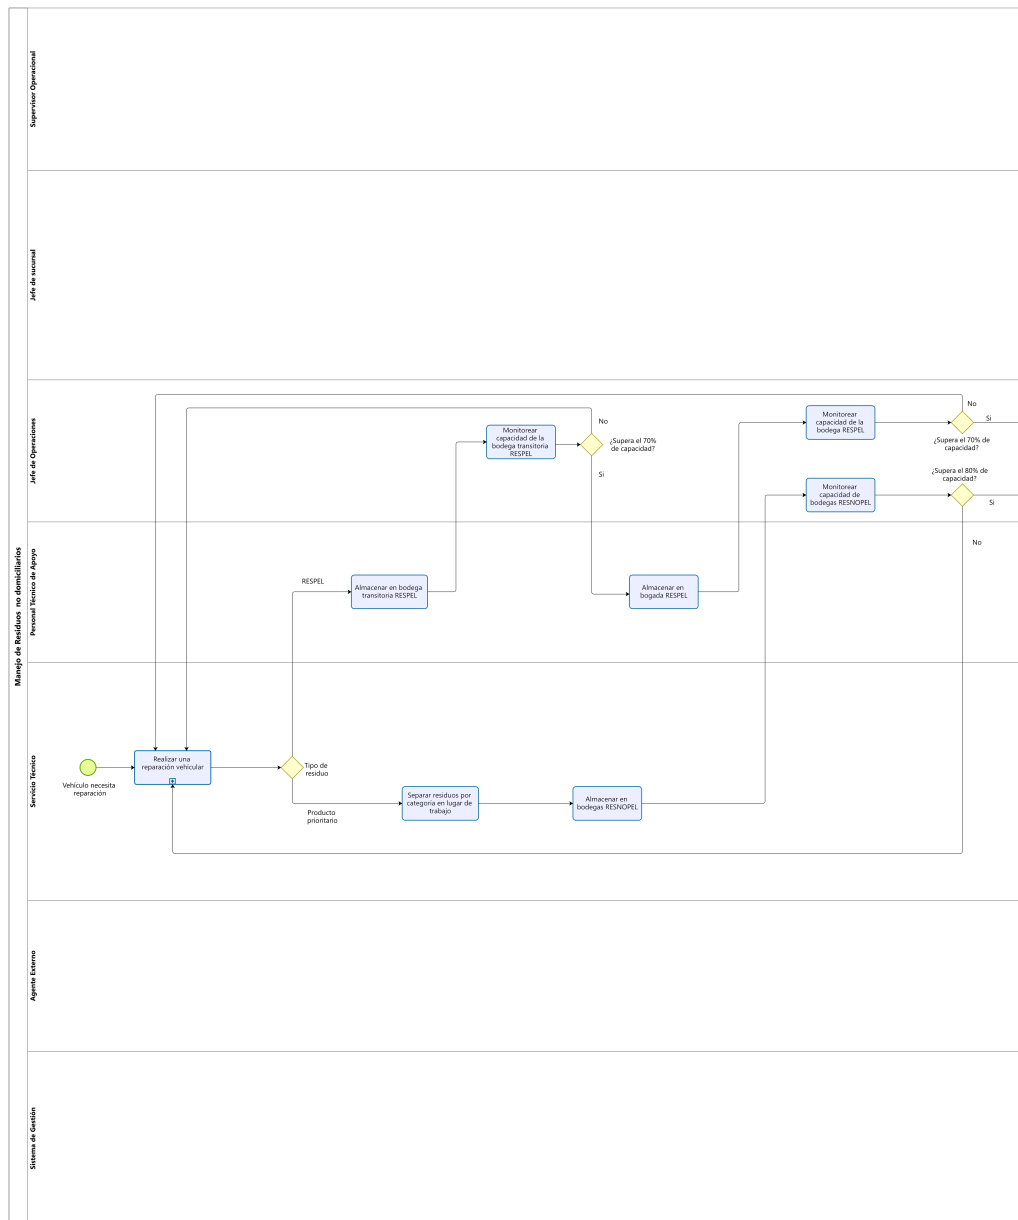 Manejo de Residuos no domiciliarios
Supervisor Operacional
Jefe de sucursal
Jefe de Operaciones
No
Si
¿Supera el 70% de
capacidad?
Monitorear
capacidad de la
bodega RESPEL
No
¿Supera el 70%
de capacidad?
Si
Monitorear
capacidad de la
bodega transitoria
RESPEL
¿Supera el 80% de
capacidad?
Si
No
Monitorear
capacidad de
bodegas RESNOPEL
Personal Técnico de Apoyo
RESPEL
Almacenar en bodega
transitoria RESPEL
Almacenar en
bogada RESPEL
Servicio Técnico
Vehículo necesita
reparación
Realizar una
reparación vehicular
Tipo de
residuo
Producto
prioritario
Separar residuos por
categoría en lugar de
trabajo
Almacenar en
bodegas RESNOPEL
Agente Externo
Sistema de Gestión